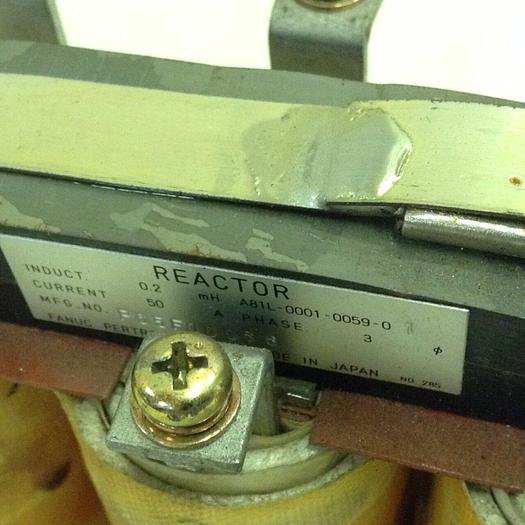 REACTOR
INDUCT. 0.2 mH A81L-0001-0059-0
CURRENT 50 A PHASE 3 φ
MFG.NO.
FANUC IN JAPAN NO 285